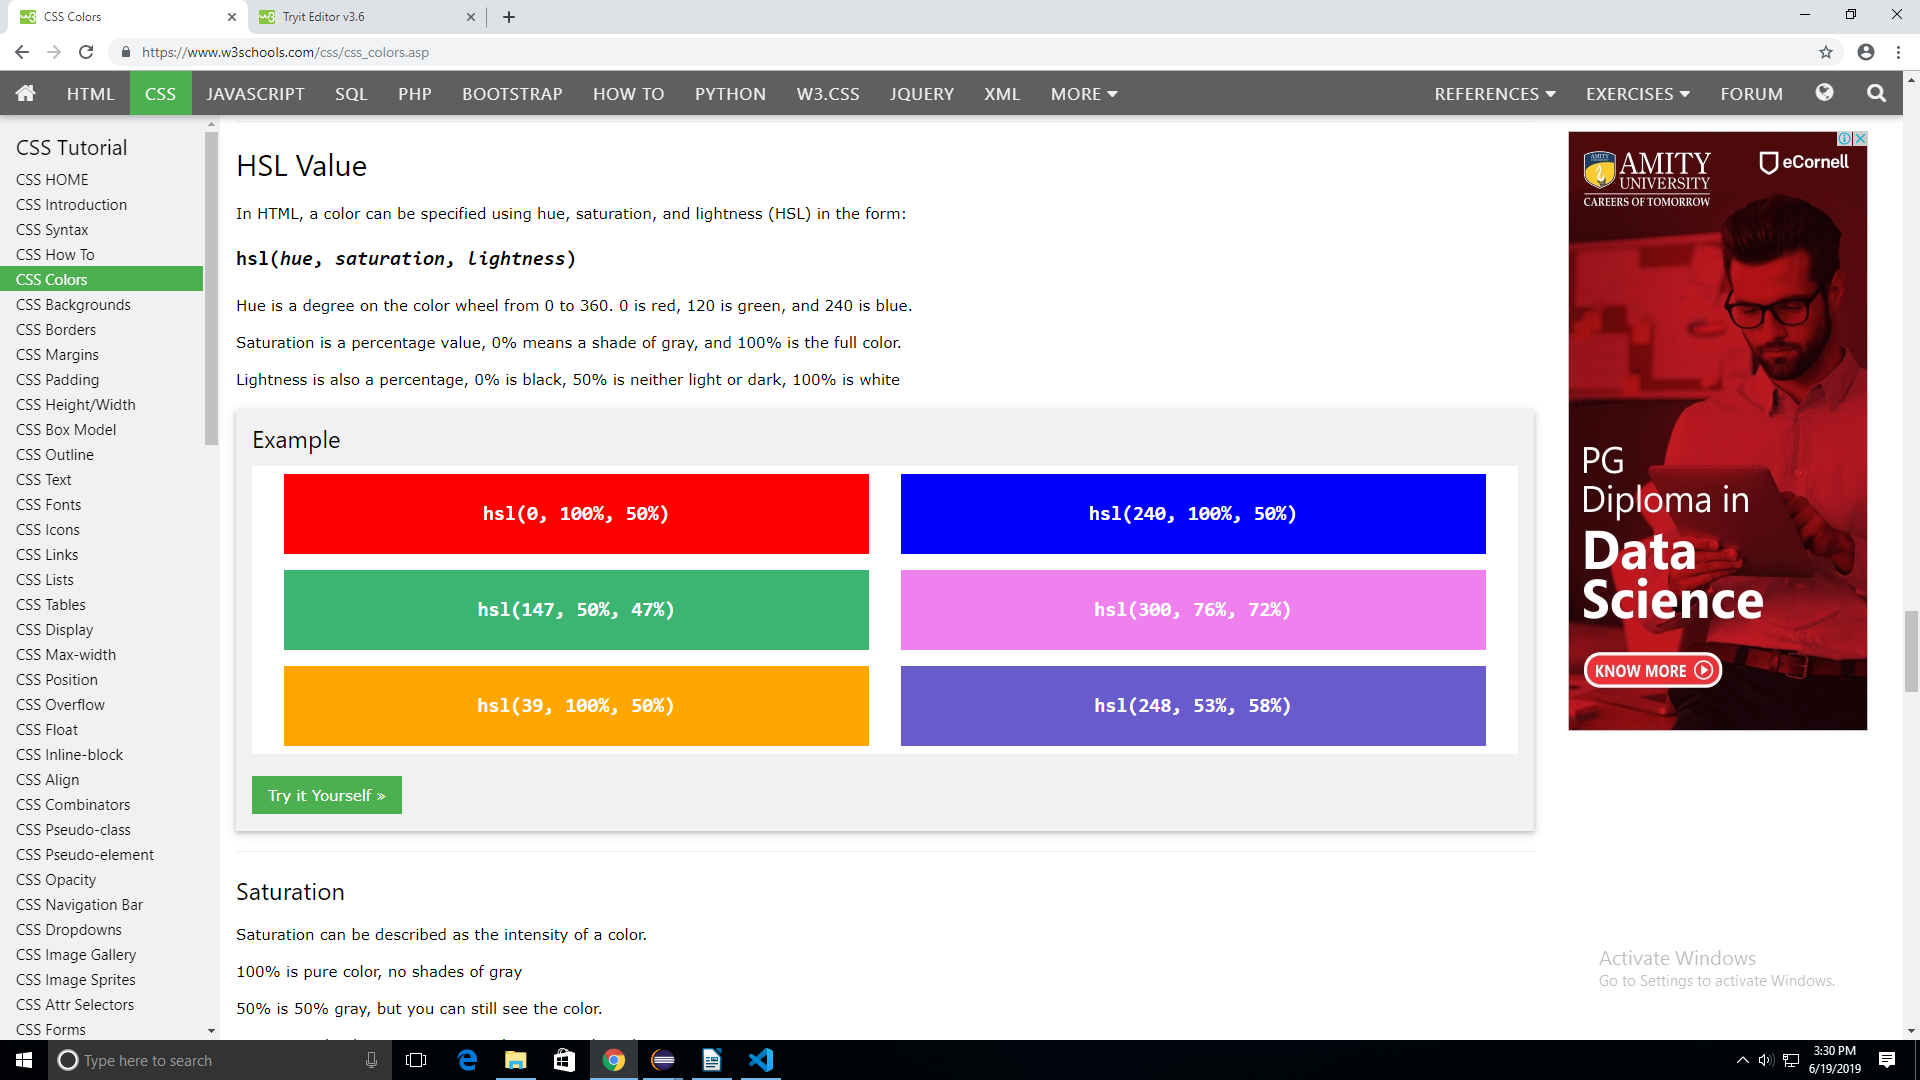 CSS Colors
Tryit Editor v3.6
https://www.w3schools.com/css/css_colors.asp
HTML CSS JAVASCRIPT SQL PHP BOOTSTRAP HOW TO PYTHON W3.CSS JQUERY XML MORE REFERENCES EXERCISES FORUM
CSS Tutorial
CSS HOME
CSS Introduction
CSS Syntax
CSS How To
CSS Colors
CSS Backgrounds
CSS Borders
CSS Margins
CSS Padding
CSS Height/Width
CSS Box Model
CSS Outline
CSS Text
CSS Fonts
CSS Icons
CSS Links
CSS Lists
CSS Tables
CSS Display
CSS Max-width
CSS Position
CSS Overflow
CSS Float
CSS Inline-block
CSS Align
CSS Combinators
CSS Pseudo-class
CSS Pseudo-element
CSS Opacity
CSS Navigation Bar
CSS Dropdowns
CSS Image Gallery
CSS Image Sprites
CSS Attr Selectors
CSS Forms
HSL Value
In HTML, a color can be specified using hue, saturation, and lightness (HSL) in the form:
hsl(hue, saturation, lightness)
Hue is a degree on the color wheel from 0 to 360. 0 is red, 120 is green, and 240 is blue.
Saturation is a percentage value, 0% means a shade of gray, and 100% is the full color.
Lightness is also a percentage, 0% is black, 50% is neither light or dark, 100% is white
Example
hsl(0, 100%, 50%)
hsl(240, 100%, 50%)
hsl(147, 50%, 47%)
hsl(300, 76%, 72%)
hsl(39, 100%, 50%)
hsl(248, 53%, 58%)
Try it Yourself »
Saturation
Saturation can be described as the intensity of a color.
100% is pure color, no shades of gray
50% is 50% gray, but you can still see the color.
AMITY
UNIVERSITY
CAREERS OF TOMORROW
eCornell
PG
Diploma in
Data
Science
KNOW MORE
Activate Windows
Go to Settings to activate Windows.
Type here to search
3:30 PM
6/19/2019